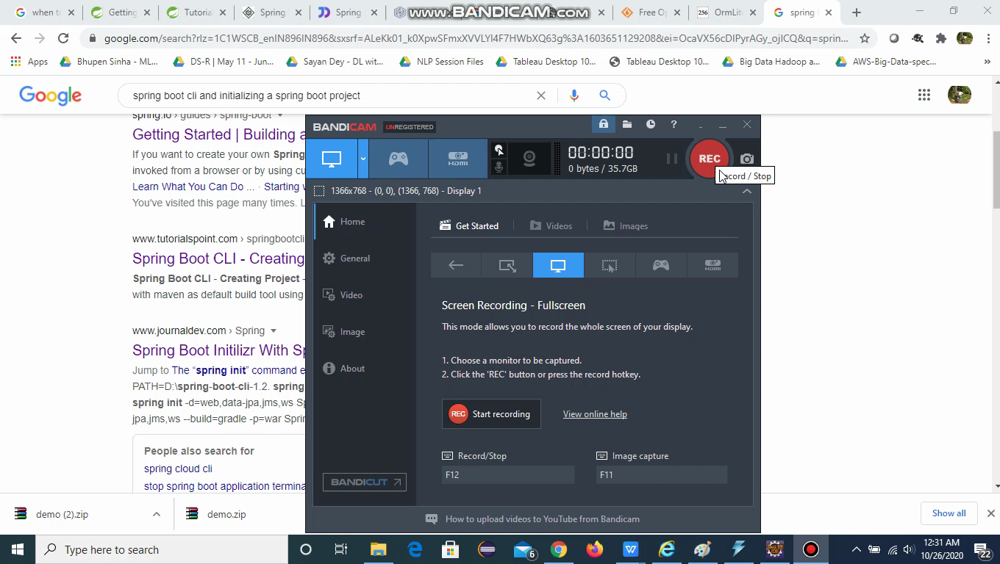 when to
Getting
Tutorial
Spring
Spring
www.BANDICAM.com
Free Op
256
OrmLite
spring
google.com/search?rlz=1C1WSCB_enIN896IN896&sxsrf=ALeKk01_k0XpwSFmxXVVLYl4F7HWbXQ63g%3A1603651129208&ei=OcaVX56cDIPyrAGy_ojICQ&q=sprin...
Apps
Bhupen Sinha - ML...
DS-R | May 11 - Jun...
Sayan Dey - DL wit...
NLP Session Files
Tableau Desktop 10...
Tableau Desktop 10...
Big Data Hadoop a...
AWS-Big-Data-spec...
»
Google
spring boot cli and initializing a spring boot project
spring.io › guides › spring-boot
Getting Started | Building a
If you want to create your own Spring
invoked from a browser or by using cu
Learn What You Can Do ... · Starting
You've visited this page many times. L
www.tutorialspoint.com › springbootcli
Spring Boot CLI - Creating
Spring Boot CLI - Creating Project -
with maven as default build tool using
www.journaldev.com › Spring
Spring Boot Initilizr With Sp
Jump to The "spring init" command e
PATH=D:\spring-boot-cli-1.2. spring
spring init -d=web,data-jpa,jms,ws Sp
jpa,jms,ws --build=gradle -p=war Sprin
People also search for
spring cloud cli
stop spring boot application termina
BANDICAM UNREGISTERED
?
HDMI
00:00:00
0 bytes / 35.7GB
REC
Record / Stop
1366x768 - (0, 0), (1366, 768) - Display 1
Home
General
Video
Image
About
BANDICUT
Get Started
Videos
Images
HDMI
Screen Recording - Fullscreen
This mode allows you to record the whole screen of your display.
1. Choose a monitor to be captured.
2. Click the 'REC' button or press the record hotkey.
REC Start recording
View online help
Record/Stop
Image capture
F12
F11
How to upload videos to YouTube from Bandicam
demo (2).zip
demo.zip
Show all
Type here to search
6
12:31 AM
10/26/2020
22